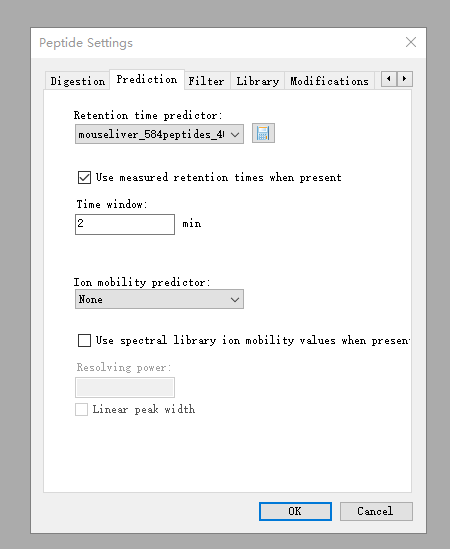 Peptide Settings
Digestion Prediction Filter Library Modifications
Retention time predictor:
mouseliver_584peptides_40
Use measured retention times when present
Time window:
2 min
Ion mobility predictor:
None
Use spectral library ion mobility values when present
Resolving power:
Linear peak width
OK Cancel